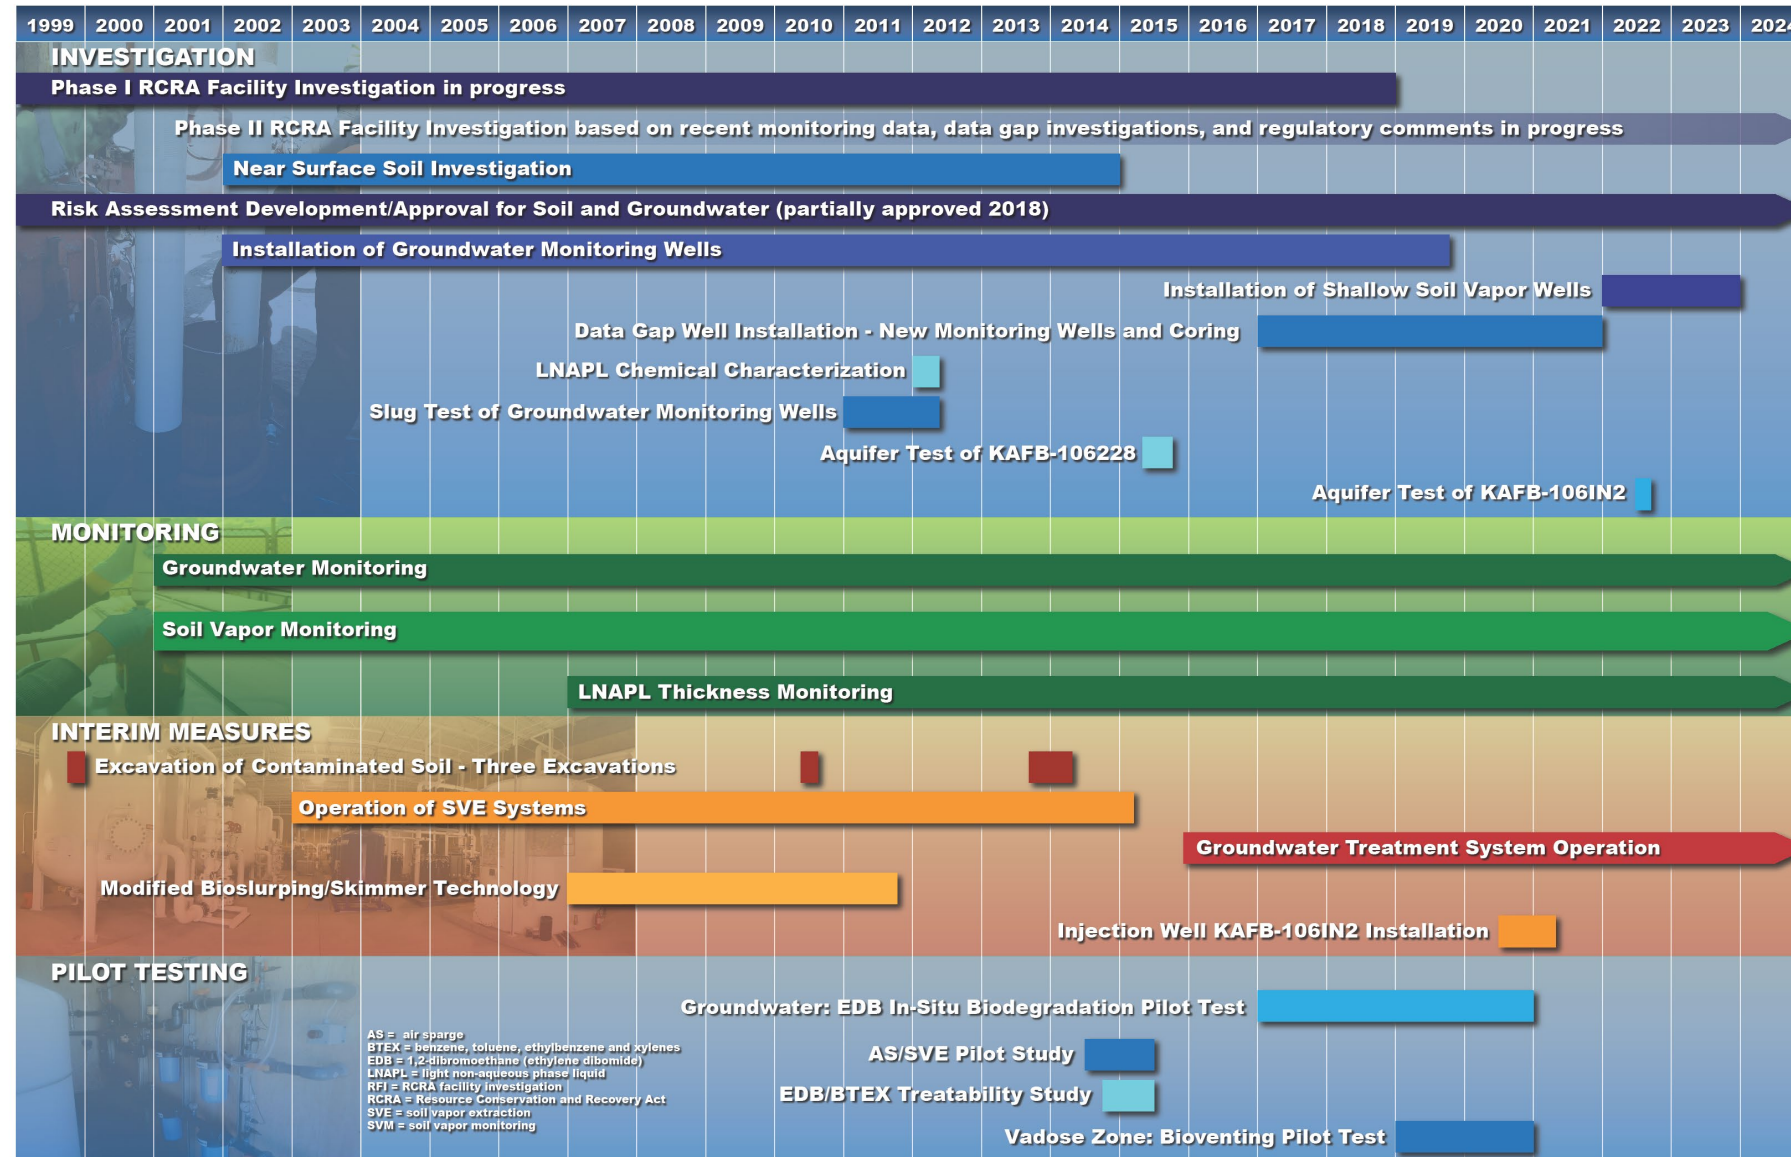 1999 2000 2001 2002 2003 2004 2005 2006 2007 2008 2009 2010 2011 2012 2013 2014 2015 2016 2017 2018 2019 2020 2021 2022 2023 2024
INVESTIGATION
Phase I RCRA Facility Investigation in progress
Phase II RCRA Facility Investigation based on recent monitoring data, data gap investigations, and regulatory comments in progress
Near Surface Soil Investigation
Risk Assessment Development/Approval for Soil and Groundwater (partially approved 2018)
Installation of Groundwater Monitoring Wells
Installation of Shallow Soil Vapor Wells
Data Gap Well Installation - New Monitoring Wells and Coring
LNAPL Chemical Characterization
Slug Test of Groundwater Monitoring Wells
Aquifer Test of KAFB-106228
Aquifer Test of KAFB-106IN2
MONITORING
Groundwater Monitoring
Soil Vapor Monitoring
LNAPL Thickness Monitoring
INTERIM MEASURES
Excavation of Contaminated Soil - Three Excavations
Operation of SVE Systems
Groundwater Treatment System Operation
Modified Bioslurping/Skimmer Technology
Injection Well KAFB-106IN2 Installation
PILOT TESTING
Groundwater: EDB In-Situ Biodegradation Pilot Test
AS = air sparge
BTEX = benzene, toluene, ethylbenzene and xylenes
EDB = 1,2-dibromoethane (ethylene dibomide)
LNAPL = light non-aqueous phase liquid
RFI = RCRA facility investigation
RCRA = Resource Conservation and Recovery Act
SVE = soil vapor extraction
SVM = soil vapor monitoring
AS/SVE Pilot Study
EDB/BTEX Treatability Study
Vadose Zone: Bioventing Pilot Test